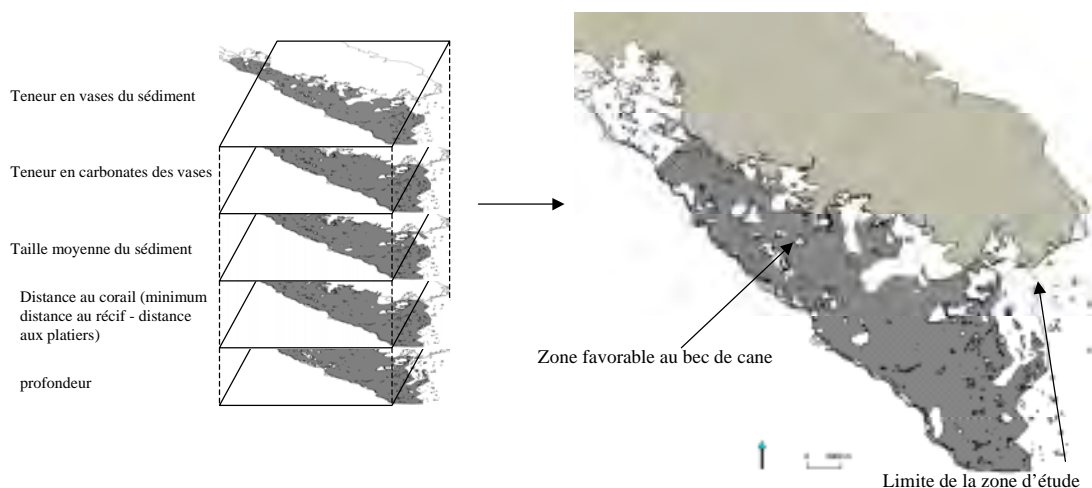 Teneur en vases du sédiment
Teneur en carbonates des vases
Taille moyenne du sédiment
Distance au corail (minimum
distance au récif - distance
aux platiers)
profondeur
Zone favorable au bec de cane
Limite de la zone d'étude